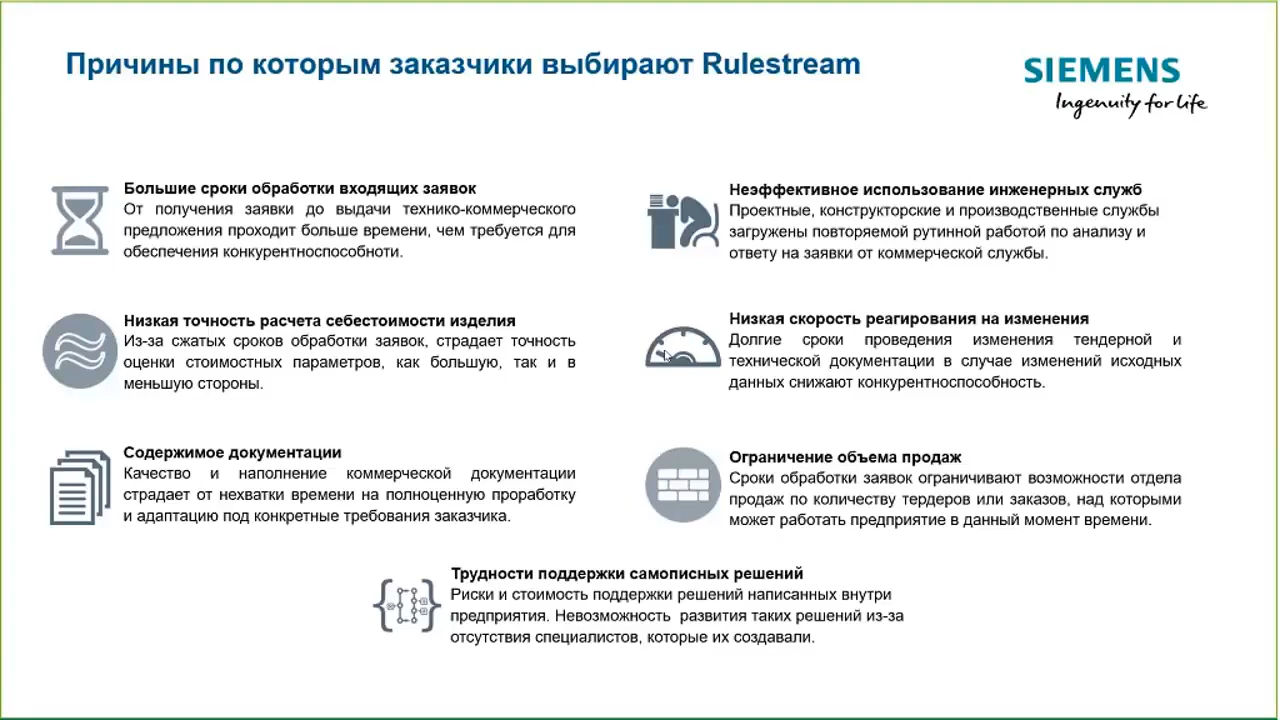 Причины по которым заказчики выбирают Rulestream
SIEMENS
Ingenuity for life
Большие сроки обработки входящих заявок
От получения заявки до выдачи технико-коммерческого
предложения проходит больше времени, чем требуется для
обеспечения конкурентноспособноти.
Неэффективное использование инженерных служб
Проектные, конструкторские и производственные службы
загружены повторяемой рутинной работой по анализу и
ответу на заявки от коммерческой службы.
Низкая точность расчета себестоимости изделия
Из-за сжатых сроков обработки заявок, страдает точность
оценки стоимостных параметров, как большую, так и в
меньшую стороны.
Низкая скорость реагирования на изменения
Долгие сроки проведения изменения тендерной и
технической документации в случае изменений исходных
данных снижают конкурентноспособность.
Содержимое документации
Качество и наполнение коммерческой документации
страдает от нехватки времени на полноценную проработку
и адаптацию под конкретные требования заказчика.
Ограничение объема продаж
Сроки обработки заявок ограничивают возможности отдела
продаж по количеству тердеров или заказов, над которыми
может работать предприятие в данный момент времени.
Трудности поддержки самописных решений
Риски и стоимость поддержки решений написанных внутри
предприятия. Невозможность развития таких решений из-за
отсутствия специалистов, которые их создавали.